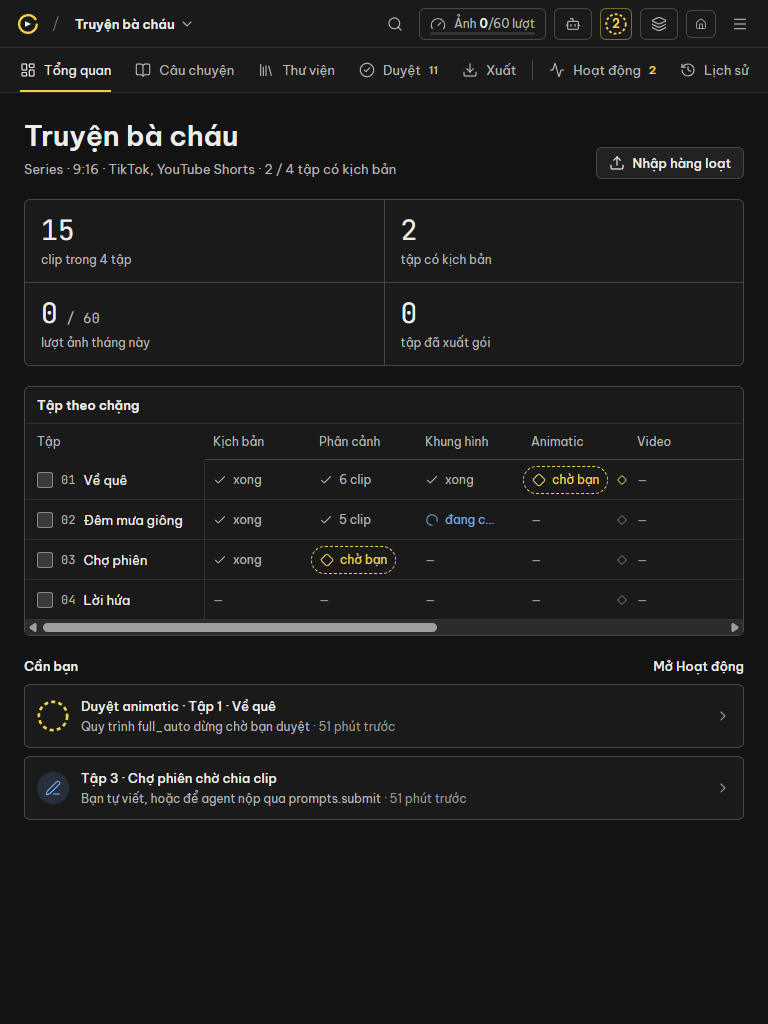 / Truyện bà cháu
Ảnh 0/60 lượt
2
Tổng quan
Câu chuyện
Thư viện
Duyệt 11
Xuất
Hoạt động 2
Lịch sử
Truyện bà cháu
Series · 9:16 · TikTok, YouTube Shorts · 2 / 4 tập có kịch bản
Nhập hàng loạt
15
clip trong 4 tập
2
tập có kịch bản
0 / 60
lượt ảnh tháng này
0
tập đã xuất gói
Tập theo chặng
Tập Kịch bản Phân cảnh Khung hình Animatic Video
01 Về quê xong 6 clip xong chờ bạn –
02 Đêm mưa giông xong 5 clip đang c... – –
03 Chợ phiên xong chờ bạn – – –
04 Lời hứa – – – – –
Cần bạn
Mở Hoạt động
Duyệt animatic · Tập 1 · Về quê
Quy trình full_auto dừng chờ bạn duyệt · 51 phút trước
Tập 3 · Chợ phiên chờ chia clip
Bạn tự viết, hoặc để agent nộp qua prompts.submit · 51 phút trước